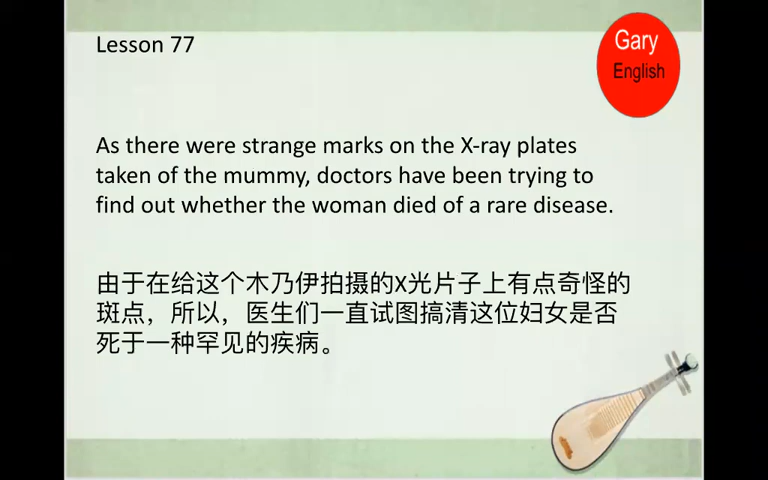 Lesson 77
Gary
English
As there were strange marks on the X-ray plates
taken of the mummy, doctors have been trying to
find out whether the woman died of a rare disease.
由于在给这个木乃伊拍摄的X光片子上有点奇怪的
斑点，所以，医生们一直试图搞清这位妇女是否
死于一种罕见的疾病。